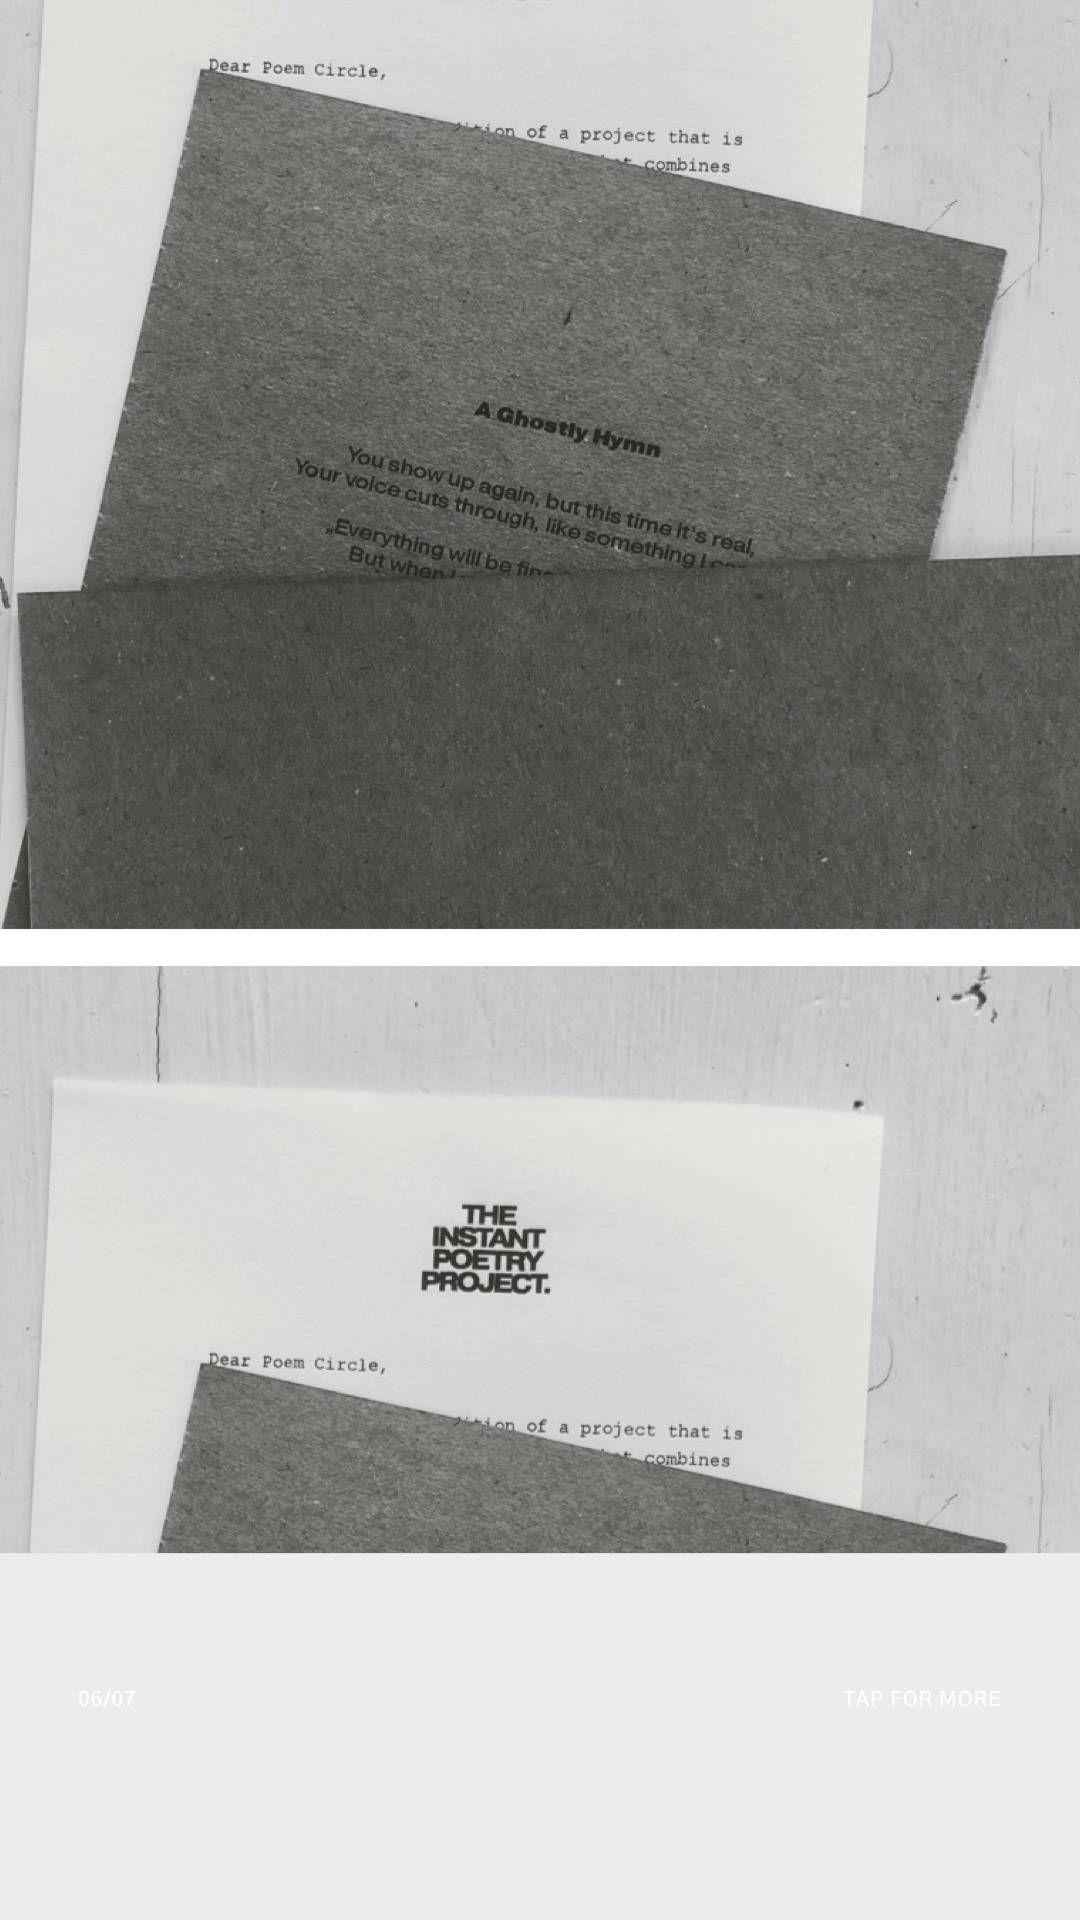 Dear Poem Circle,
of a project that is
combines
A Ghostly Hymn
You show up again, but this time it's real,
Your voice cuts through, like something I
„Everything will be fine
But when I
THE
INSTANT
POETRY
PROJECT.
Dear Poem Circle,
of a project that is
combines
06/07
TAP FOR MORE